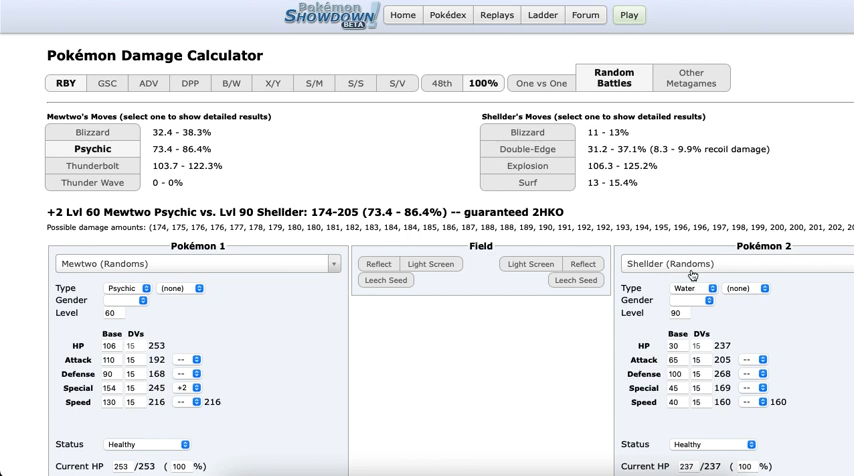 Pokémon
SHOWDOWN!
BETA
Home Pokédex Replays Ladder Forum Play
Pokémon Damage Calculator
RBY GSC ADV DPP B/W X/Y S/M S/S S/V 48th 100% One vs One Random Battles Other Metagames
Mewtwo's Moves (select one to show detailed results)
Blizzard 32.4 - 38.3%
Psychic 73.4 - 86.4%
Thunderbolt 103.7 - 122.3%
Thunder Wave 0 - 0%
Shellder's Moves (select one to show detailed results)
Blizzard 11 - 13%
Double-Edge 31.2 - 37.1% (8.3 - 9.9% recoil damage)
Explosion 106.3 - 125.2%
Surf 13 - 15.4%
+2 Lvl 60 Mewtwo Psychic vs. Lvl 90 Shellder: 174-205 (73.4 - 86.4%) -- guaranteed 2HKO
Possible damage amounts: (174, 175, 176, 176, 177, 178, 179, 180, 180, 181, 182, 183, 184, 184, 185, 186, 187, 188, 188, 189, 190, 191, 192, 192, 193, 194, 195, 196, 196, 197, 198, 199, 200, 200, 201, 202, 20
Pokémon 1
Mewtwo (Randoms)
Type Psychic (none)
Gender
Level 60
Base DVs
HP 106 15 253
Attack 110 15 192 --
Defense 90 15 168 --
Special 154 15 245 +2
Speed 130 15 216 -- 216
Status Healthy
Current HP 253 /253 ( 100 %)
Field
Reflect Light Screen Light Screen Reflect
Leech Seed Leech Seed
Pokémon 2
Shellder (Randoms)
Type Water (none)
Gender
Level 90
Base DVs
HP 30 15 237
Attack 65 15 205 --
Defense 100 15 268 --
Special 45 15 169 --
Speed 40 15 160 -- 160
Status Healthy
Current HP 237 /237 ( 100 %)